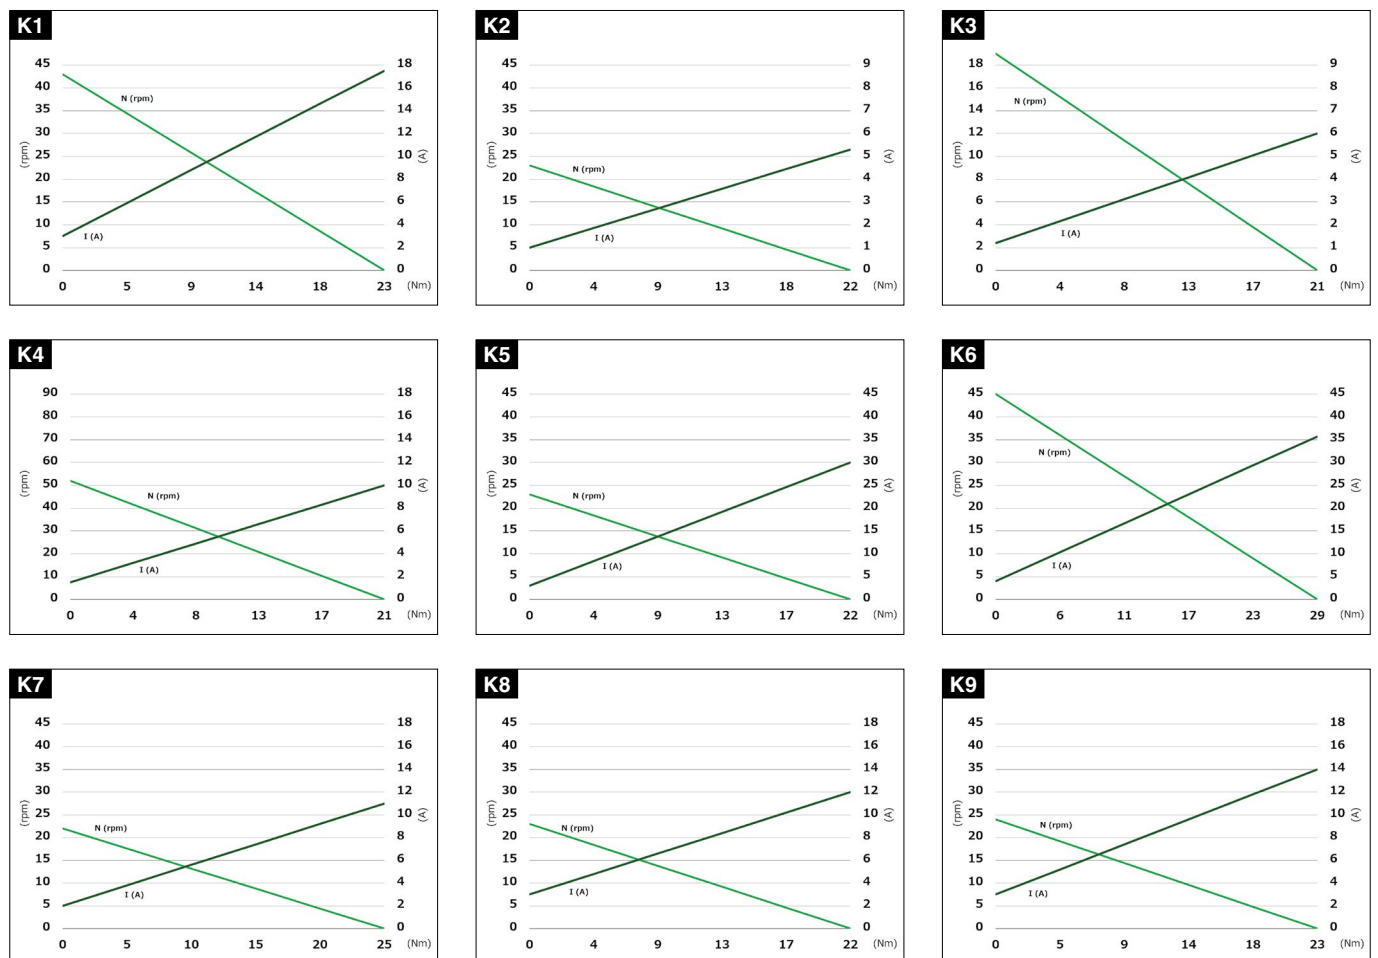 K1
45 18
40 16
35 14
30 12
25 10
20 8
15 6
10 4
5 2
0 0
(rpm)
(A)
N (rpm)
I (A)
0 5 9 14 18 23 (Nm)
K2
45 9
40 8
35 7
30 6
25 5
20 4
15 3
10 2
5 1
0 0
(rpm)
(A)
N (rpm)
I (A)
0 4 9 13 18 22 (Nm)
K3
18 9
16 8
14 7
12 6
10 5
8 4
6 3
4 2
2 1
0 0
(rpm)
(A)
N (rpm)
I (A)
0 4 8 13 17 21 (Nm)
K4
90 18
80 16
70 14
60 12
50 10
40 8
30 6
20 4
10 2
0 0
(rpm)
(A)
N (rpm)
I (A)
0 4 8 13 17 21 (Nm)
K5
45 45
40 40
35 35
30 30
25 25
20 20
15 15
10 10
5 5
0 0
(rpm)
(A)
N (rpm)
I (A)
0 4 9 13 18 22 (Nm)
K6
45 45
40 40
35 35
30 30
25 25
20 20
15 15
10 10
5 5
0 0
(rpm)
(A)
N (rpm)
I (A)
0 6 11 17 23 29 (Nm)
K7
45 18
40 16
35 14
30 12
25 10
20 8
15 6
10 4
5 2
0 0
(rpm)
(A)
N (rpm)
I (A)
0 5 10 15 20 25 (Nm)
K8
45 18
40 16
35 14
30 12
25 10
20 8
15 6
10 4
5 2
0 0
(rpm)
(A)
N (rpm)
I (A)
0 4 9 13 17 22 (Nm)
K9
45 18
40 16
35 14
30 12
25 10
20 8
15 6
10 4
5 2
0 0
(rpm)
(A)
N (rpm)
I (A)
0 5 9 14 18 23 (Nm)